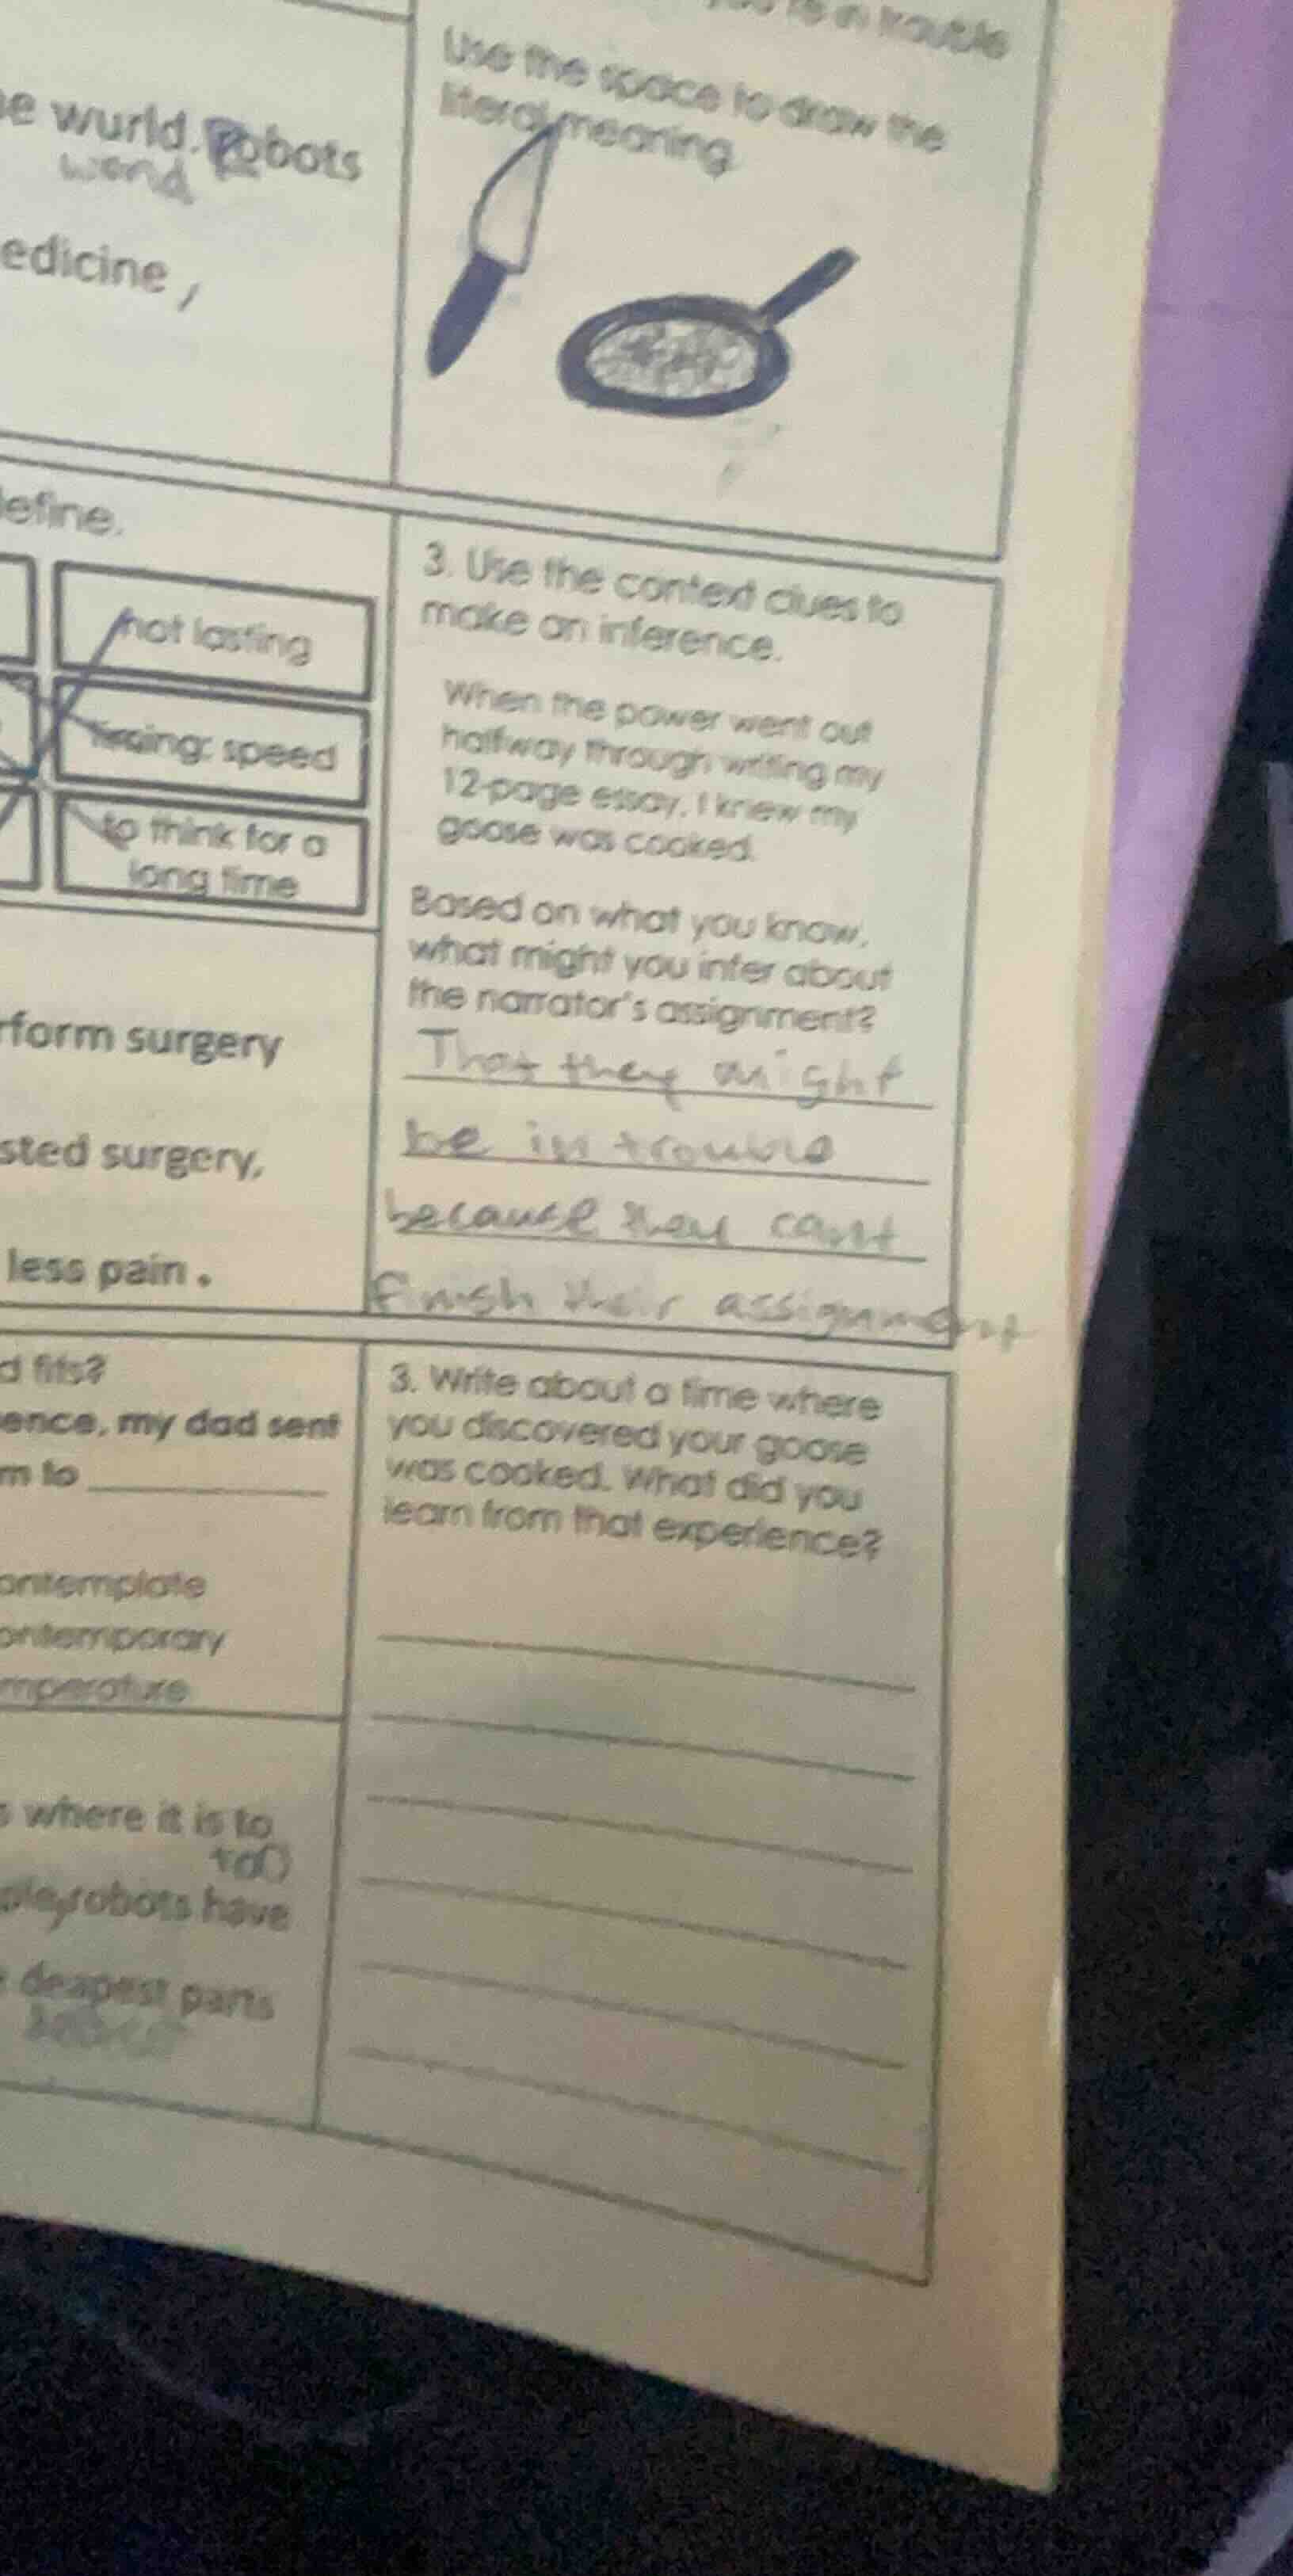 is in trouble
Use the space to draw the
literal meaning.
wurld. Robots
edicine,
efine.
not lasting
timing; speed
to think for a
long time
rform surgery
sted surgery,
less pain.
3. Use the context clues to
make an inference.
When the power went out
halfway through writing my
12-page essay, I knew my
goose was cooked.
Based on what you know,
what might you infer about
the narrator's assignment?
That they might
be in trouble
because they cant
finish their assignment
d fits?
ence, my dad sent
m to
ontemplate
ontemporary
mperature
s where it is to
too
robots have
deapest parts
3. Write about a time where
you discovered your goose
was cooked. What did you
learn from that experience?